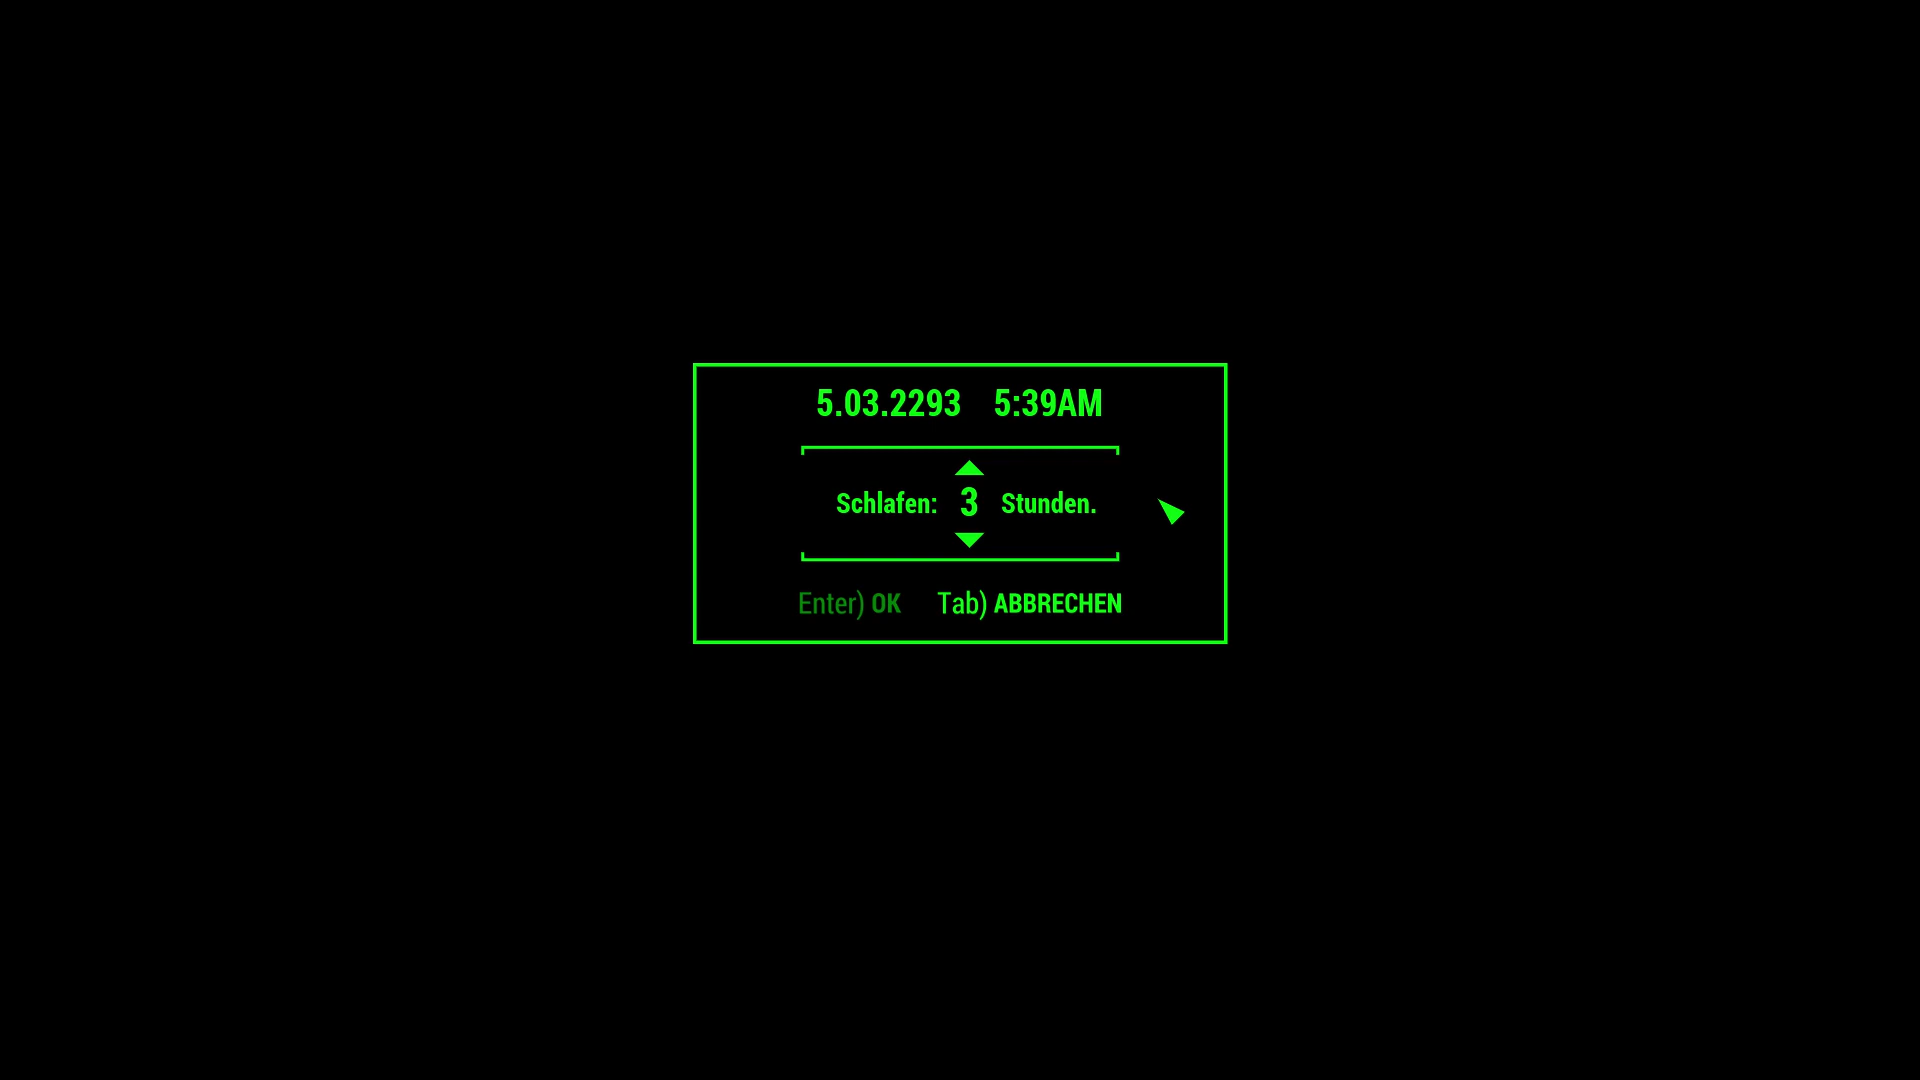 5.03.2293 5:39AM
Schlafen: 3 Stunden.
Enter) OK Tab) ABBRECHEN